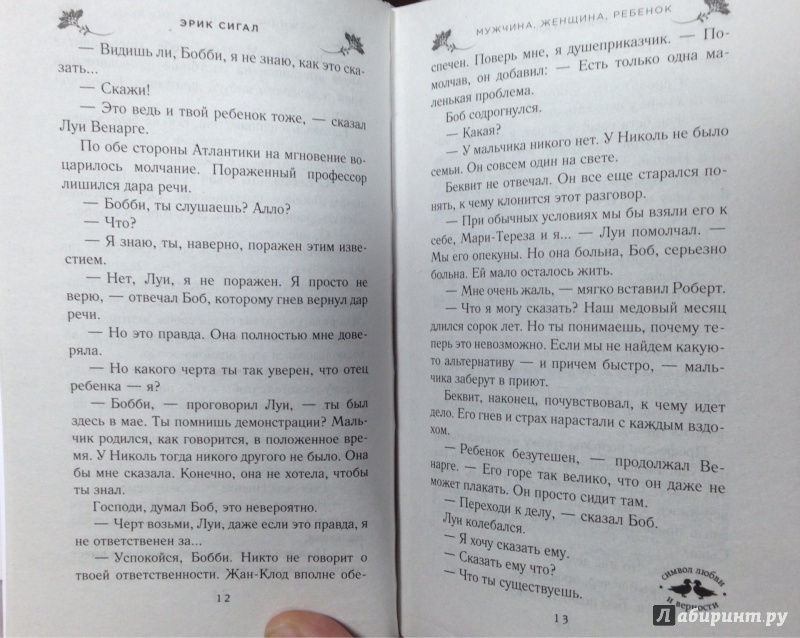 ЭРИК СИГАЛ
— Видишь ли, Бобби, я не знаю, как это ска-
зать...
— Скажи!
— Это ведь и твой ребенок тоже, — сказал
Луи Венарге.
По обе стороны Атлантики на мгновение во-
царилось молчание. Пораженный профессор
лишился дара речи.
— Бобби, ты слушаешь? Алло?
— Что?
— Я знаю, ты, наверно, поражен этим извес-
тием.
— Нет, Луи, я не поражен. Я просто не
верю, — отвечал Боб, которому гнев вернул дар
речи.
— Но это правда. Она полностью мне дове-
ряла.
— Но какого черта ты так уверен, что отец
ребенка — я?
— Бобби, — проговорил Луи, — ты был
здесь в мае. Ты помнишь демонстрации? Маль-
чик родился, как говорится, в положенное вре-
мя. У Николь тогда никого другого не было. Она
бы мне сказала. Конечно, она не хотела, чтобы
ты знал.
Господи, думал Боб, это невероятно.
— Черт возьми, Луи, даже если это правда, я
не ответственен за...
— Успокойся, Бобби. Никто не говорит о
твоей ответственности. Жан-Клод вполне обе-
12
МУЖЧИНА, ЖЕНЩИНА, РЕБЕНОК
спечен. Поверь мне, я душеприказчик. — По-
молчав, он добавил: — Есть только одна ма-
ленькая проблема.
Боб содрогнулся.
— Какая?
— У мальчика никого нет. У Николь не было
семьи. Он совсем один на свете.
Беквит не отвечал. Он все еще старался по-
нять, к чему клонится этот разговор.
— При обычных условиях мы бы взяли его к
себе, Мари-Тереза и я... — Луи помолчал. —
Мы его опекуны. Но она больна, Боб, серьезно
больна. Ей мало осталось жить.
— Мне очень жаль, — мягко вставил Роберт.
— Что я могу сказать? Наш медовый месяц
длился сорок лет. Но ты понимаешь, почему те-
перь это невозможно. Если мы не найдем какую-
то альтернативу — и причем быстро, — маль-
чика заберут в приют.
Беквит, наконец, почувствовал, к чему идет
дело. Его гнев и страх нарастали с каждым вздо-
хом.
— Ребенок безутешен, — продолжал Ве-
нарге. — Его горе так велико, что он даже не
может плакать. Он просто сидит там.
— Переходи к делу, — сказал Боб.
Луи колебался.
— Я хочу сказать ему.
— Сказать ему что?
— Что ты существуешь.
СИМВОЛ ЛЮБВИ
И ВЕРНОСТИ
13
Лабиринт.ру